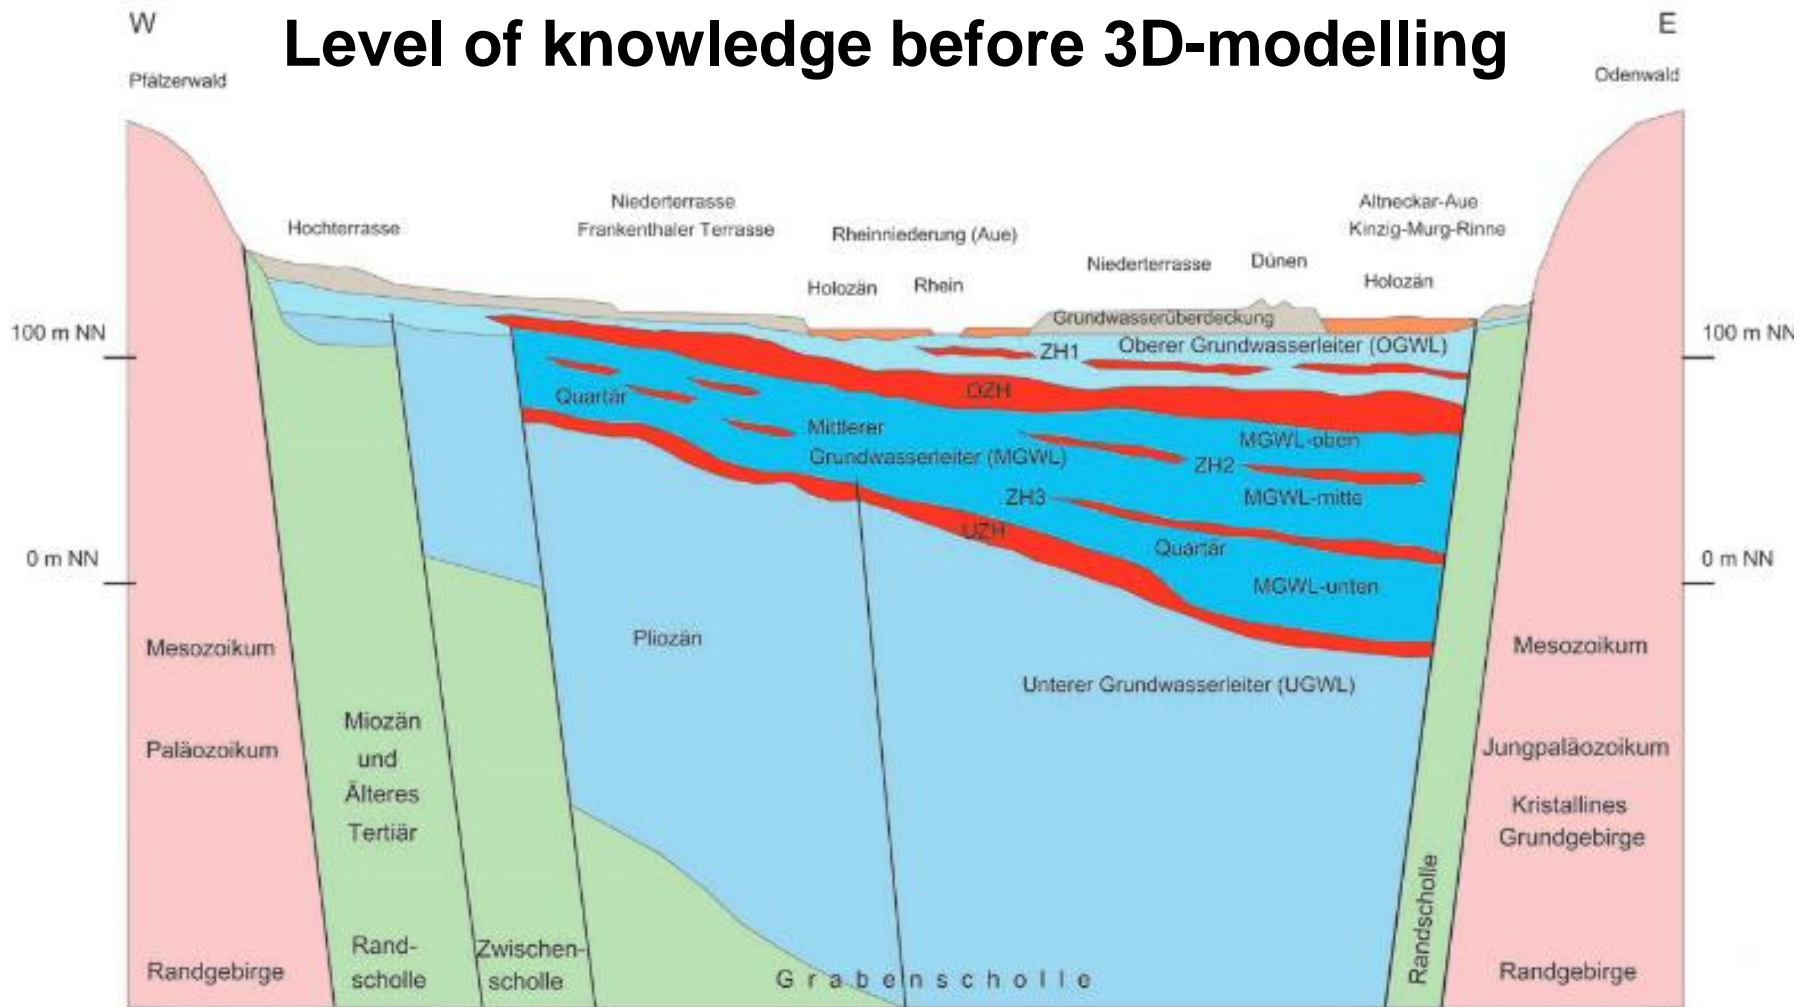 W
Level of knowledge before 3D-modelling
E
Pfälzerwald
Odenwald
Hochterrasse
Niederterrasse
Frankenthaler Terrasse
Rheinniederung (Aue)
Holozän
Rhein
Niederterrasse
Dünen
Altneckar-Aue
Kinzig-Murg-Rinne
Holozän
100 m NN
Grundwasserüberdeckung
100 m NN
ZH1
Oberer Grundwasserleiter (OGWL)
OZH
Quartär
Mittlerer
Grundwasserleiter (MGWL)
MGWL-oben
ZH2
ZH3
MGWL-mitte
UZH
Quartär
0 m NN
0 m NN
MGWL-unten
Pliozän
Mesozoikum
Mesozoikum
Unterer Grundwasserleiter (UGWL)
Miozän
und
Älteres
Tertiär
Paläozoikum
Jungpaläozoikum
Kristallines
Grundgebirge
Randscholle
Rand-
scholle
Zwischen-
scholle
Grabenscholle
Randgebirge
Randgebirge